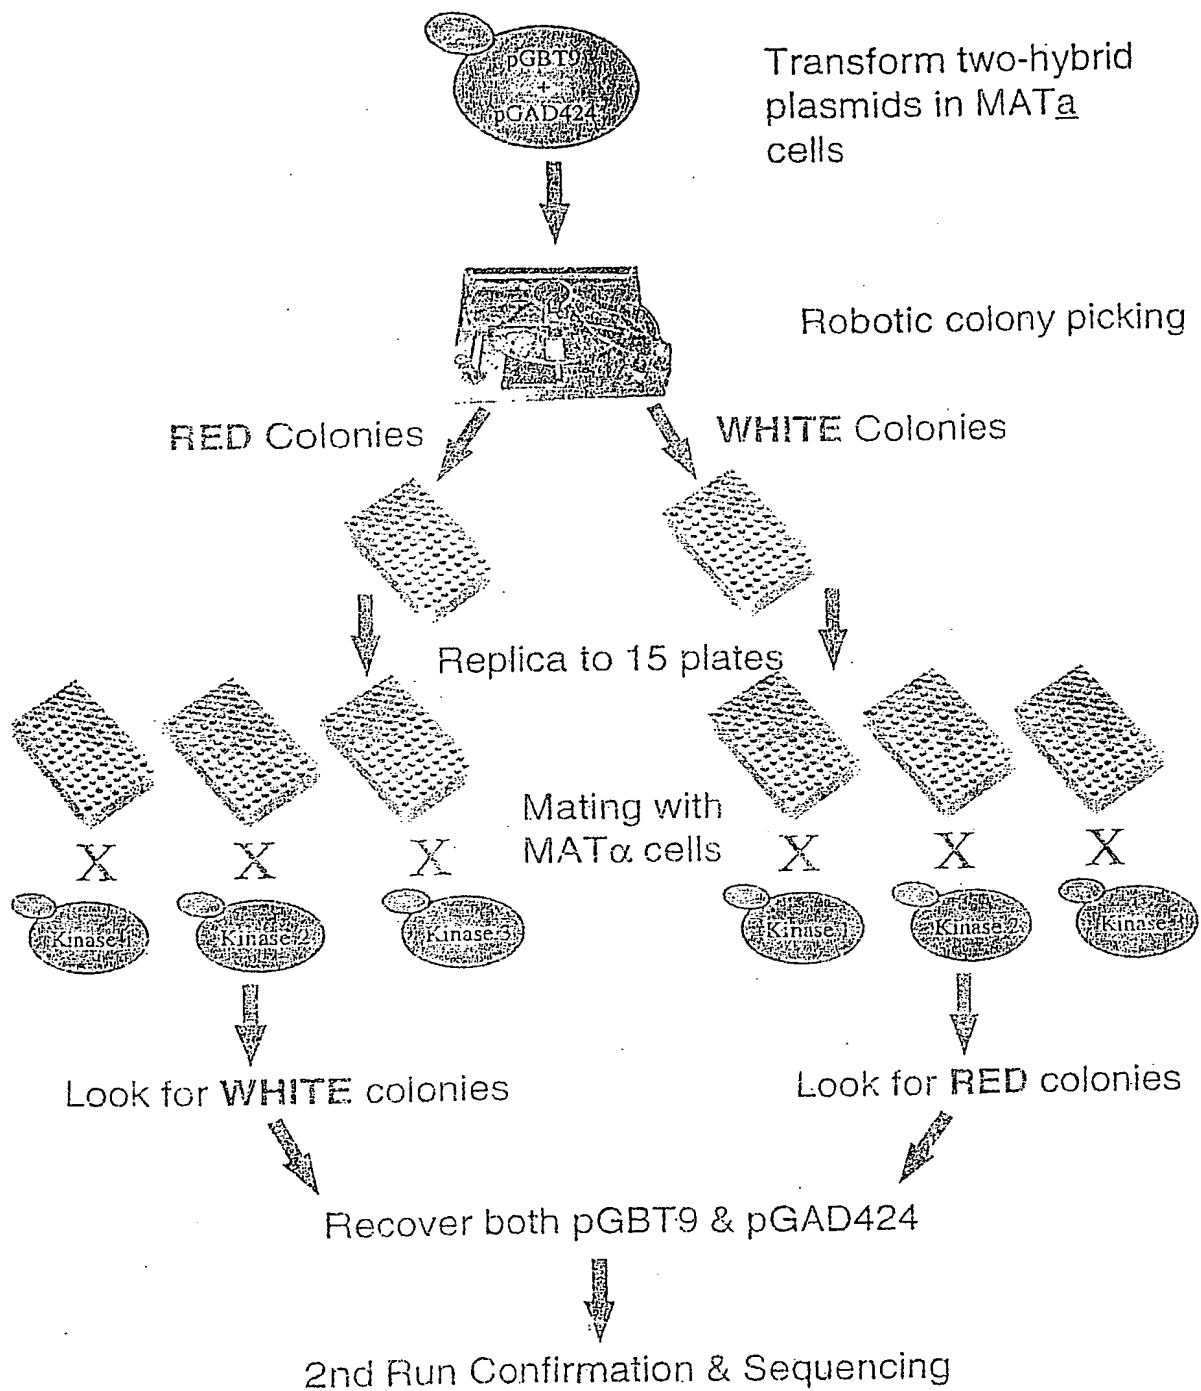 pGBT9
+
pGAD424
Transform two-hybrid
plasmids in MATa
cells
Robotic colony picking
RED Colonies
WHITE Colonies
Replica to 15 plates
Mating with
MATα cells
X X X X X X
Kinase 1 Kinase 2 Kinase 3 Kinase 1 Kinase 2 Kinase
Look for WHITE colonies
Look for RED colonies
Recover both pGBT9 & pGAD424
2nd Run Confirmation & Sequencing